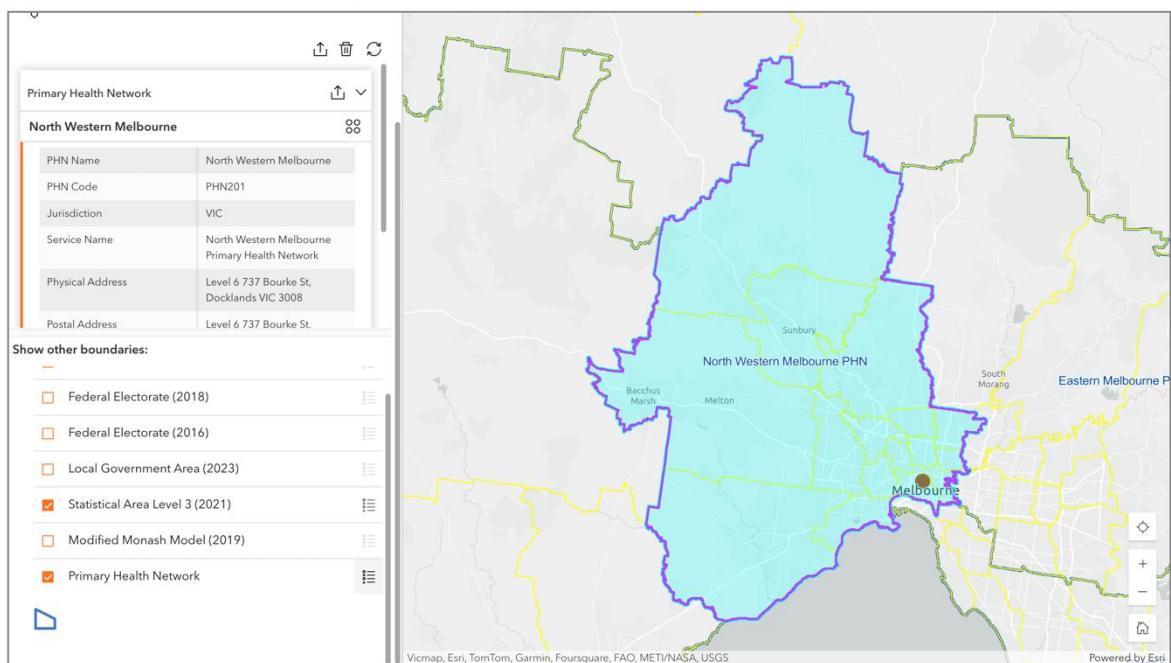 Primary Health Network
North Western Melbourne
PHN Name North Western Melbourne
PHN Code PHN201
Jurisdiction VIC
Service Name North Western Melbourne
Primary Health Network
Physical Address Level 6 737 Bourke St,
Docklands VIC 3008
Postal Address Level 6 737 Bourke St.
Show other boundaries:
Federal Electorate (2018)
Federal Electorate (2016)
Local Government Area (2023)
Statistical Area Level 3 (2021)
Modified Monash Model (2019)
Primary Health Network
Sunbury
North Western Melbourne PHN
South
Morang
Eastern Melbourne P
Bacchus
Marsh
Melton
Melbourne
Vicmap, Esri, TomTom, Garmin, Foursquare, FAO, METI/NASA, USGS
Powered by Esri